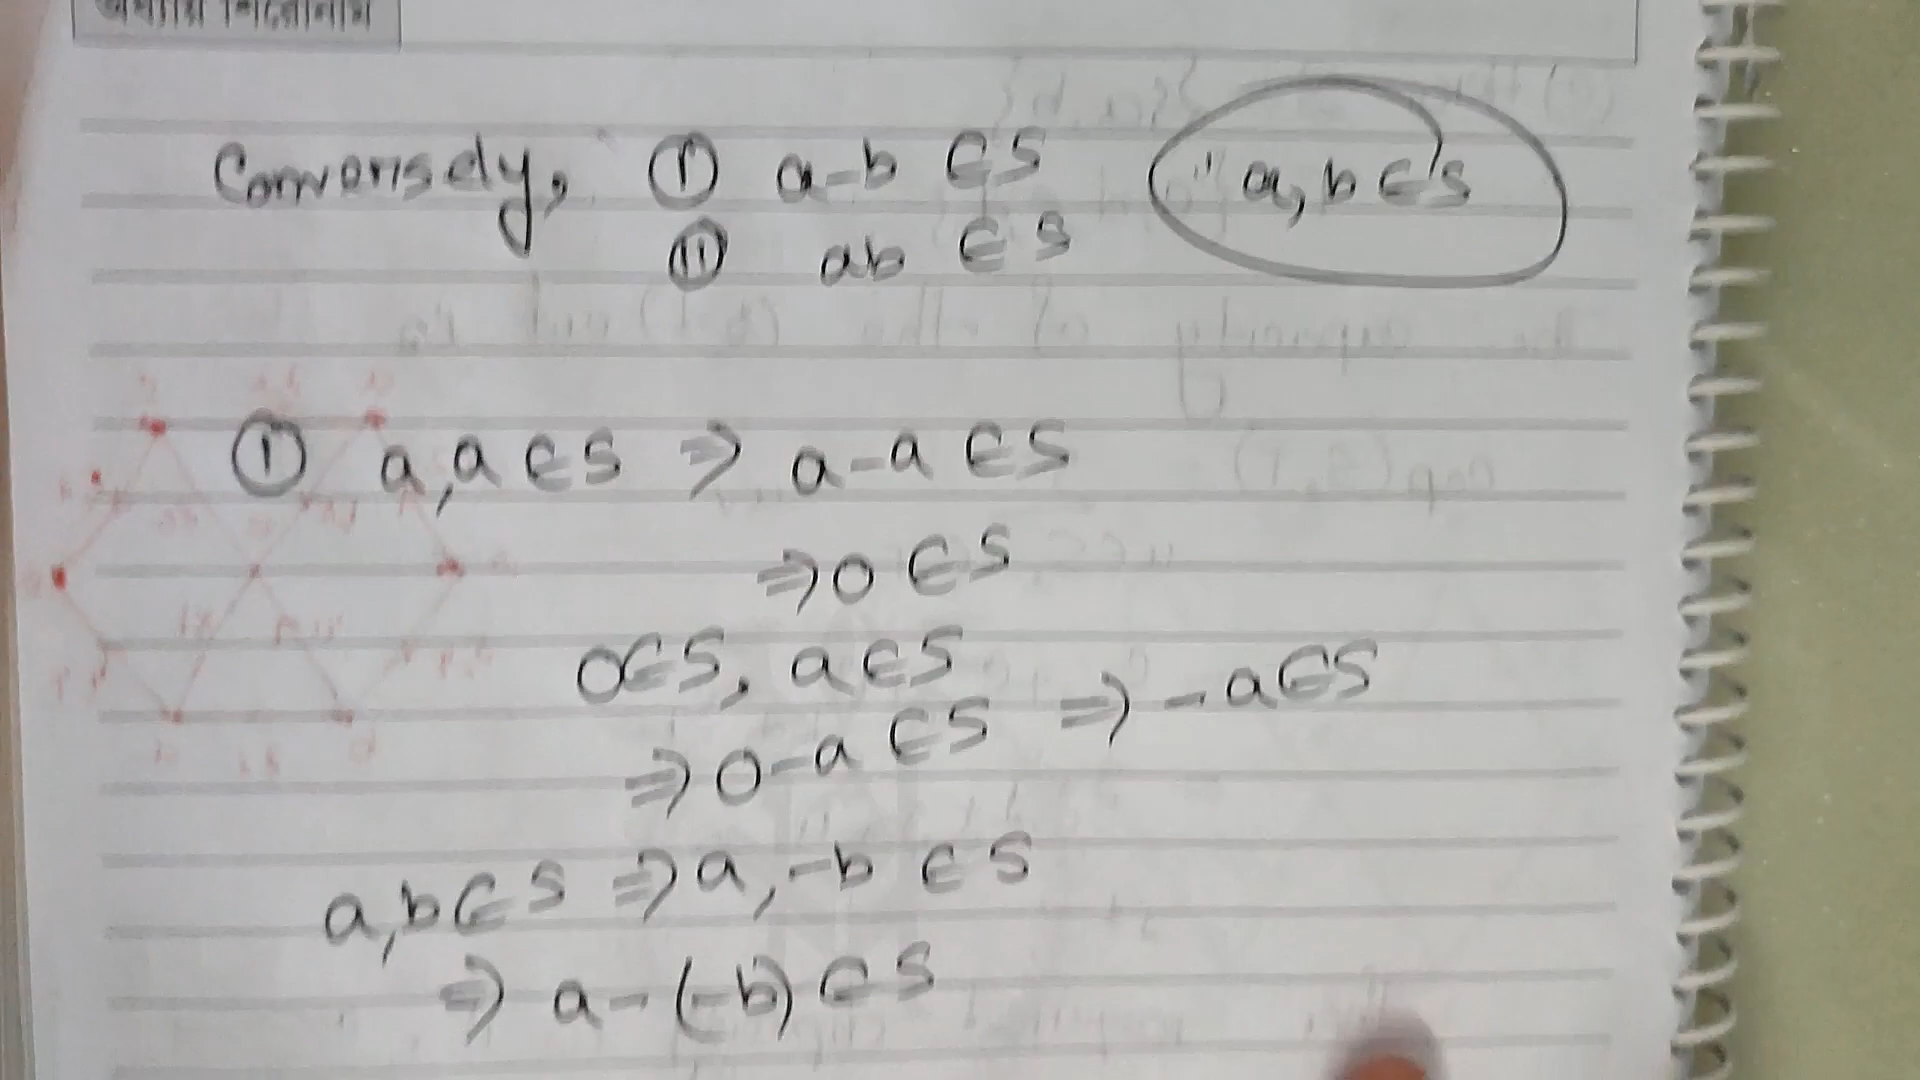 Conversely, (I) a-b ∈ S " a, b ∈ S
(II) ab ∈ S
(I) a, a ∈ S ⇒ a-a ∈ S
⇒ 0 ∈ S
0 ∈ S, a ∈ S
⇒ 0-a ∈ S ⇒ -a ∈ S
a, b ∈ S ⇒ a, -b ∈ S
⇒ a-(-b) ∈ S